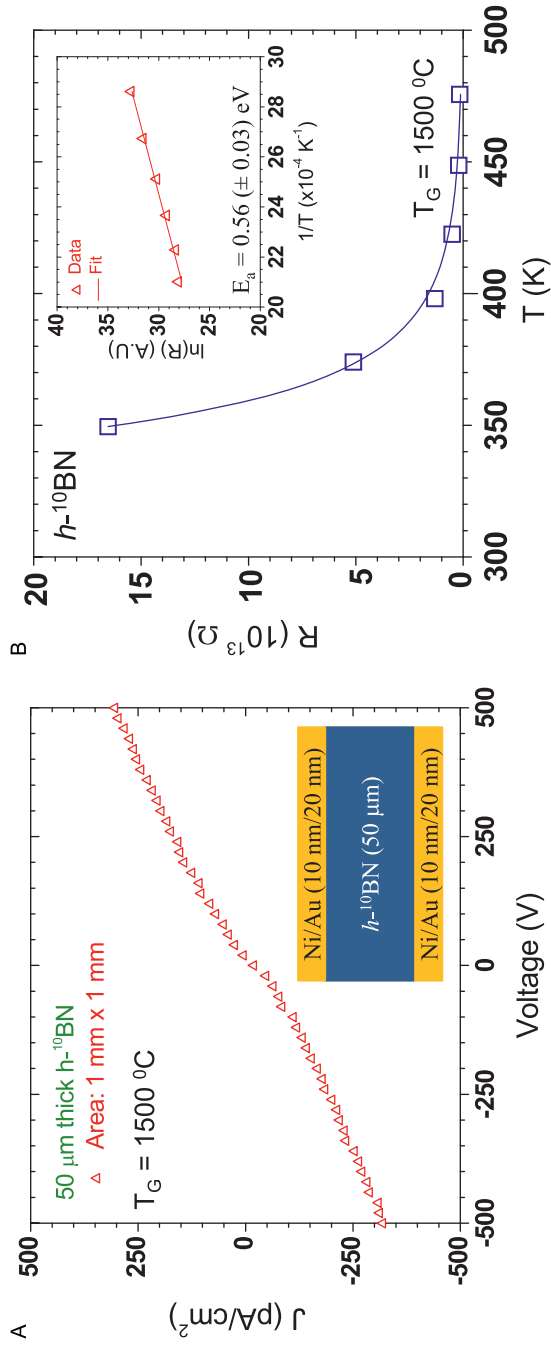 A
50 μm thick h-¹⁰BN
Area: 1 mm x 1 mm
T_G = 1500 ⁰C
J (pA/cm²)
500
250
0
-250
-500
Ni/Au (10 nm/20 nm)
h-¹⁰BN (50 μm)
Ni/Au (10 nm/20 nm)
-500 -250 0 250 500
Voltage (V)
B
h-¹⁰BN
T_G = 1500 ⁰C
R (10¹³ Ω)
20
15
10
5
0
300 350 400 450 500
T (K)
Data
Fit
ln(R) (A.U)
40
35
30
25
20
E_a = 0.56 (± 0.03) eV
20 22 24 26 28 30
1/T (x10⁻⁴ K⁻¹)